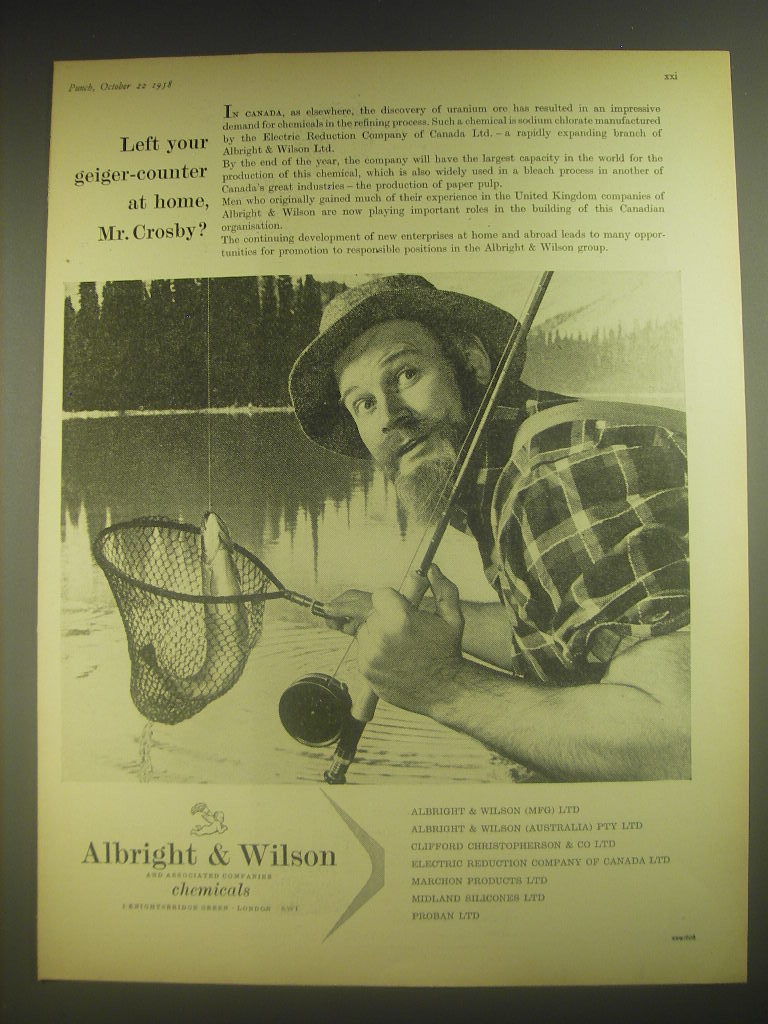 Punch, October 22 1958
xxi
Left your
geiger-counter
at home,
Mr. Crosby?
IN CANADA, as elsewhere, the discovery of uranium ore has resulted in an impressive
demand for chemicals in the refining process. Such a chemical is sodium chlorate manufactured
by the Electric Reduction Company of Canada Ltd. – a rapidly expanding branch of
Albright & Wilson Ltd.
By the end of the year, the company will have the largest capacity in the world for the
production of this chemical, which is also widely used in a bleach process in another of
Canada's great industries – the production of paper pulp.
Men who originally gained much of their experience in the United Kingdom companies of
Albright & Wilson are now playing important roles in the building of this Canadian
organisation.
The continuing development of new enterprises at home and abroad leads to many oppor-
tunities for promotion to responsible positions in the Albright & Wilson group.
Albright & Wilson
AND ASSOCIATED COMPANIES
chemicals
1 KNIGHTSBRIDGE GREEN · LONDON · SW1
ALBRIGHT & WILSON (MFG) LTD
ALBRIGHT & WILSON (AUSTRALIA) PTY LTD
CLIFFORD CHRISTOPHERSON & CO LTD
ELECTRIC REDUCTION COMPANY OF CANADA LTD
MARCHON PRODUCTS LTD
MIDLAND SILICONES LTD
PROBAN LTD